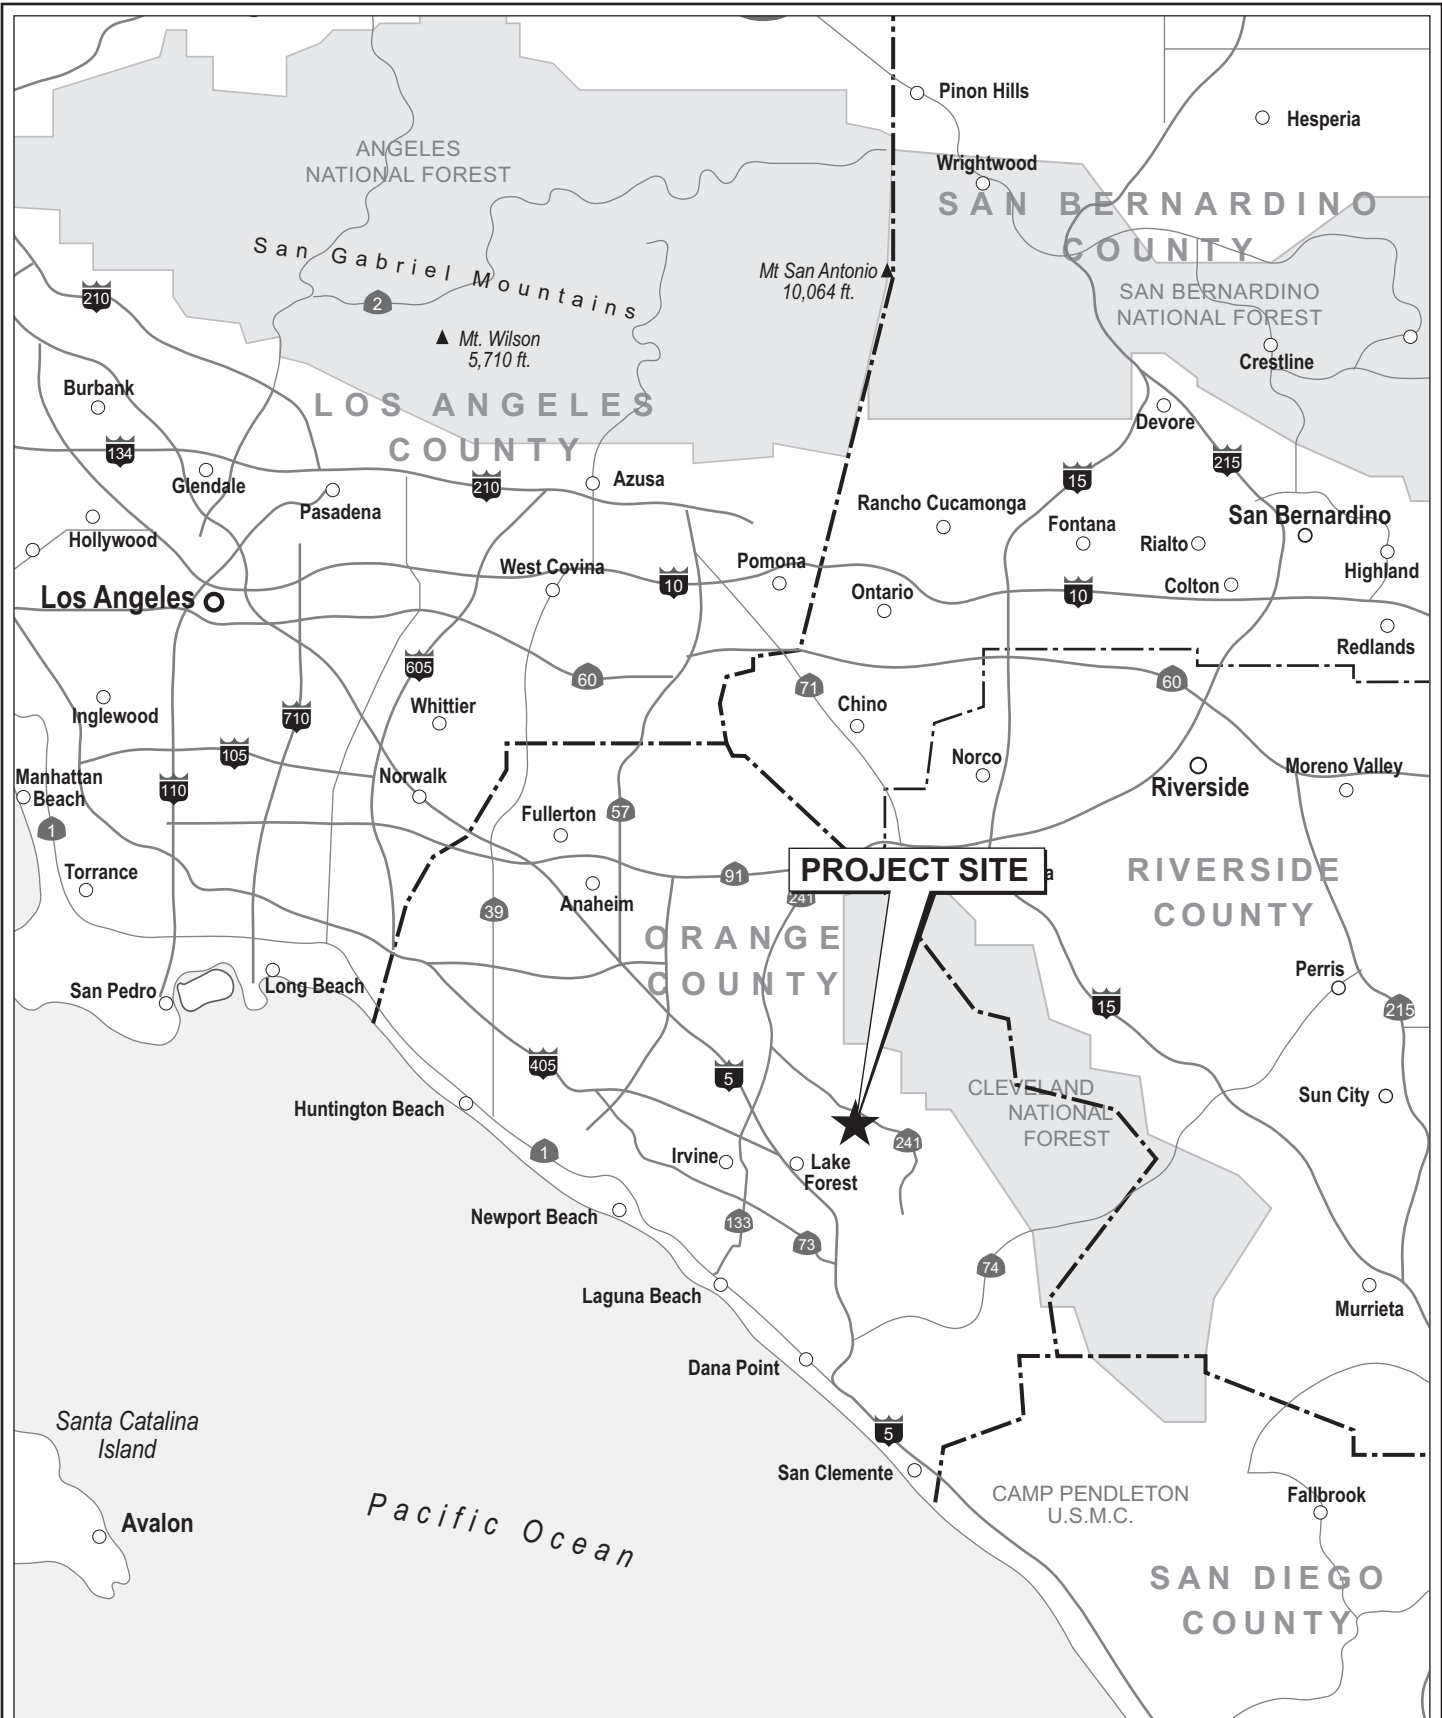 Pinon Hills
Hesperia
ANGELES
NATIONAL FOREST
Wrightwood
SAN BERNARDINO
COUNTY
San Gabriel Mountains
Mt San Antonio
10,064 ft.
210
2
SAN BERNARDINO
NATIONAL FOREST
Mt. Wilson
5,710 ft.
Crestline
Burbank
LOS ANGELES
COUNTY
Devore
134
Glendale
210
Azusa
15
215
Pasadena
Rancho Cucamonga
San Bernardino
Hollywood
Fontana
Rialto
West Covina
Pomona
10
Highland
Los Angeles
Ontario
10
Colton
605
60
71
60
Redlands
Inglewood
710
Whittier
Chino
105
Norco
Manhattan
Beach
110
Norwalk
Riverside
Moreno Valley
1
Fullerton
57
Torrance
91
PROJECT SITE
a
RIVERSIDE
COUNTY
39
Anaheim
241
ORANGE
COUNTY
San Pedro
Long Beach
Perris
15
215
405
5
CLEVELAND
NATIONAL
FOREST
Sun City
Huntington Beach
1
241
Irvine
Lake
Forest
Newport Beach
133
73
74
Laguna Beach
Murrieta
Dana Point
Santa Catalina
Island
5
San Clemente
CAMP PENDLETON
U.S.M.C.
Fallbrook
Avalon
Pacific Ocean
SAN DIEGO
COUNTY